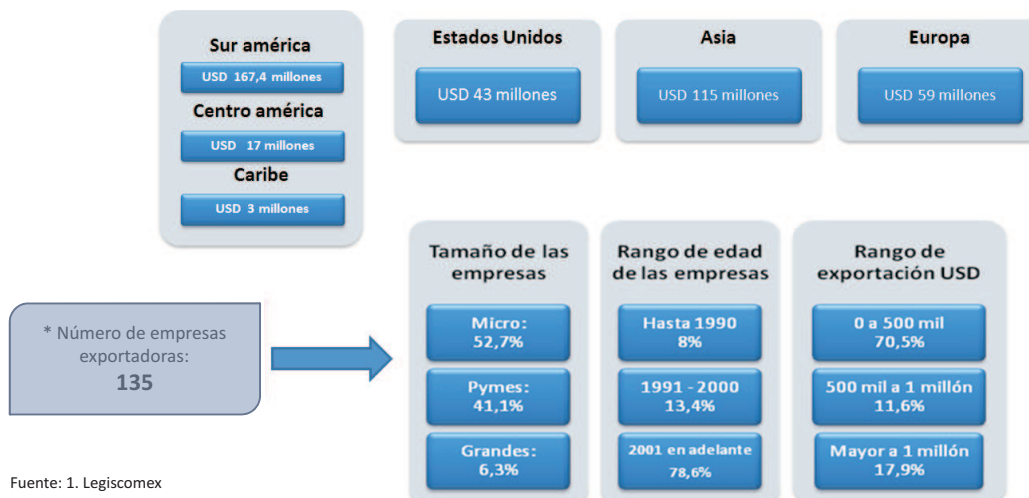 Sur américa
USD 167,4 millones
Centro américa
USD 17 millones
Caribe
USD 3 millones
Estados Unidos
USD 43 millones
Asia
USD 115 millones
Europa
USD 59 millones
* Número de empresas
exportadoras:
135
Tamaño de las
empresas
Micro:
52,7%
Pymes:
41,1%
Grandes:
6,3%
Rango de edad
de las empresas
Hasta 1990
8%
1991 - 2000
13,4%
2001 en adelante
78,6%
Rango de
exportación USD
0 a 500 mil
70,5%
500 mil a 1 millón
11,6%
Mayor a 1 millón
17,9%
Fuente: 1. Legiscomex